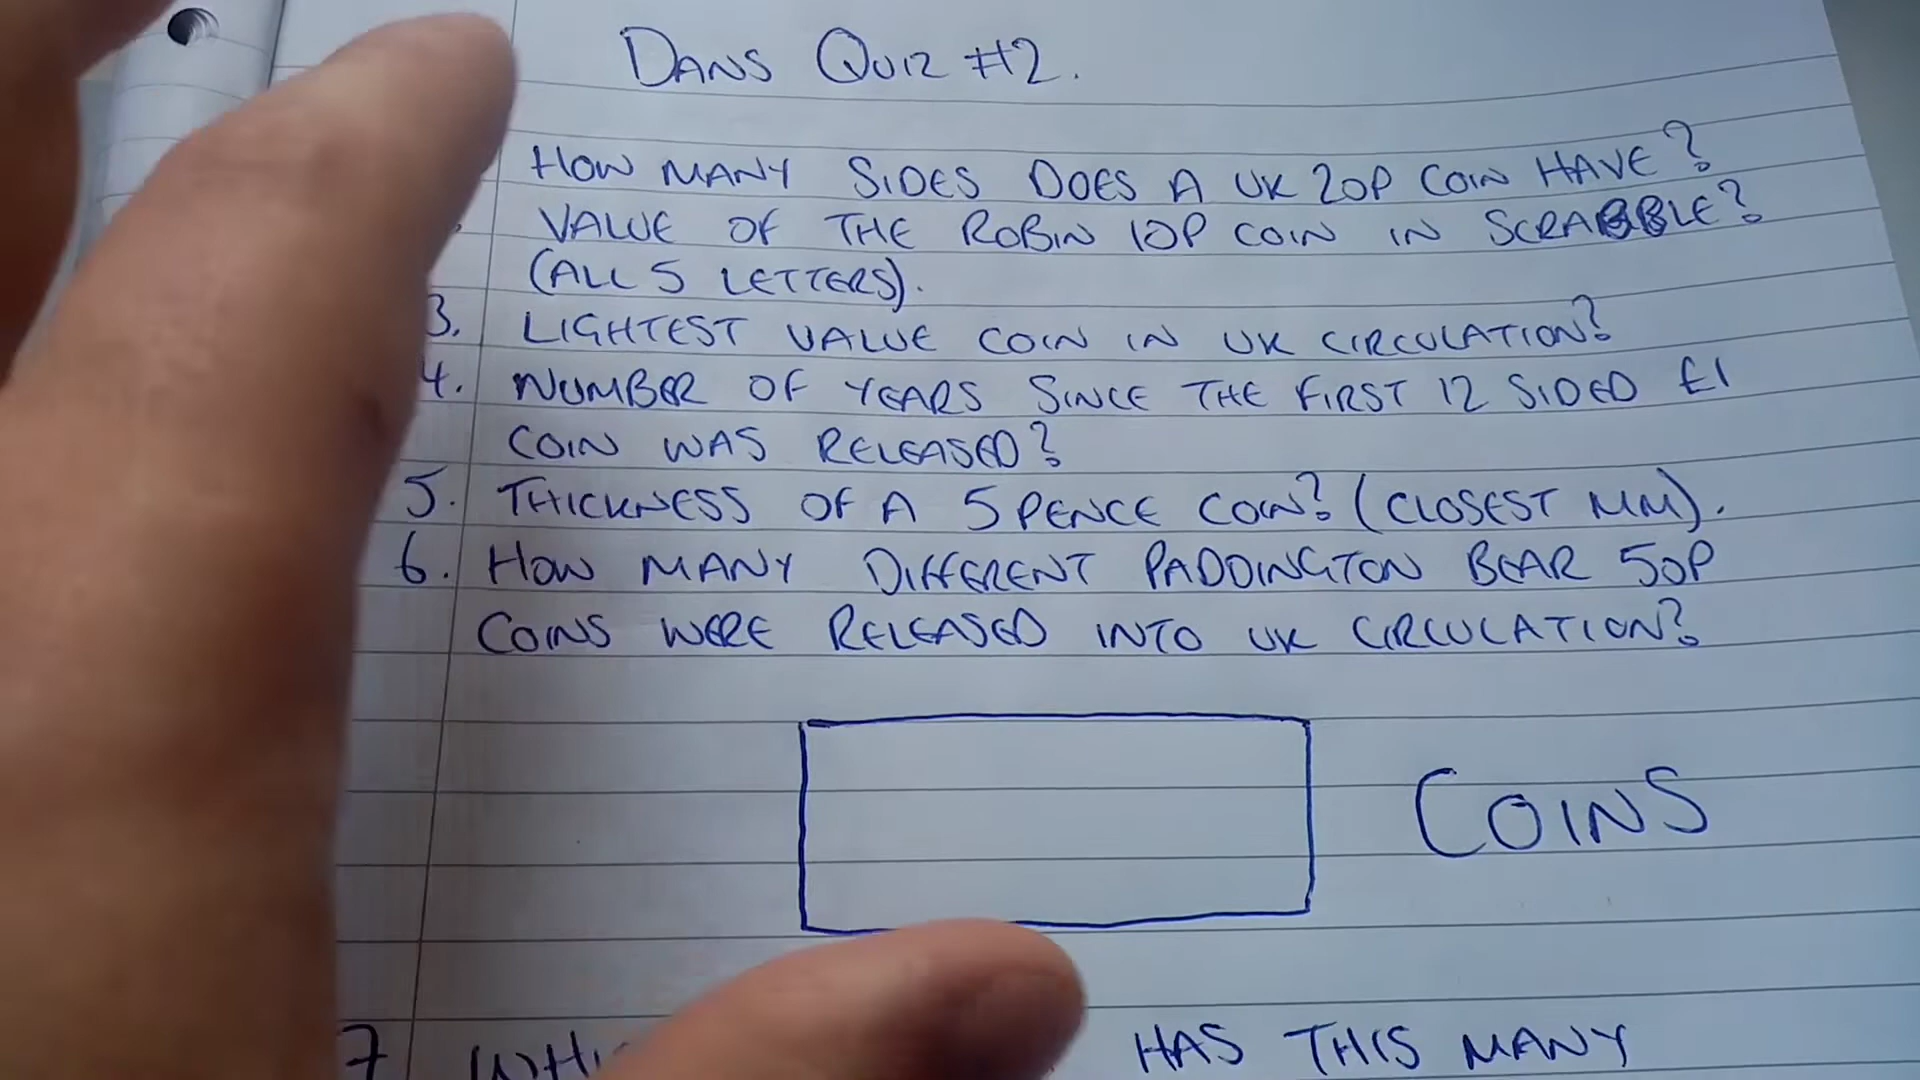 DANS QUIZ #2.
HOW MANY SIDES DOES A UK 20P COIN HAVE?
VALUE OF THE ROBIN 10P COIN IN SCRABBLE?
(ALL 5 LETTERS).
3. LIGHTEST VALUE COIN IN UK CIRCULATION?
4. NUMBER OF YEARS SINCE THE FIRST 12 SIDED £1
COIN WAS RELEASED?
5. THICKNESS OF A 5 PENCE COIN? (CLOSEST MM).
6. HOW MANY DIFFERENT PADDINGTON BEAR 50P
COINS WERE RELEASED INTO UK CIRCULATION?
COINS
7 HAS THIS MANY